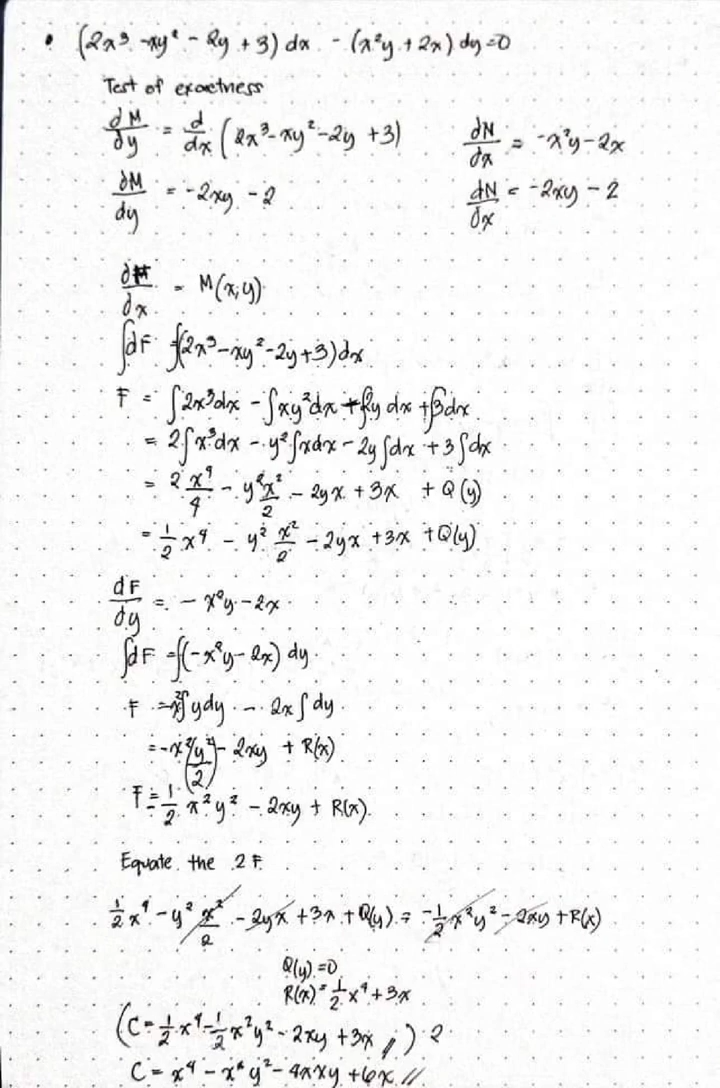 • (2x³ - xy² - 2y + 3) dx - (x²y + 2x) dy = 0
Test of exactness
∂M/∂y = d/dx (2x³ - xy² - 2y + 3)    ∂N/∂x = -x²y - 2x
∂M/dy = -2xy - 2    ∂N/∂x = -2xy - 2
∂F/∂x = M(x,y)
∫dF ∫(2x³ - xy² - 2y + 3) dx
F = ∫2x³dx - ∫xy²dx + ∫2y dx + ∫3dx
= 2∫x³dx - y²∫xdx - 2y∫dx + 3∫dx
= 2 x⁴/4 - y² x²/2 - 2yx + 3x + Q(y)
= 1/2 x⁴ - y² x²/2 - 2yx + 3x + Q(y)
dF/dy = - x²y - 2x
∫dF = ∫(-x²y - 2x) dy
F = -x²∫ydy - 2x∫dy
= -x² (y²/2) - 2xy + R(x)
F = -1/2 x²y² - 2xy + R(x).
Equate the 2 F
1/2 x⁴ - y² x²/2 - 2yx + 3x + Q(y) = -1/2 x²y² - 2xy + R(x)
Q(y) = 0
R(x) = 1/2 x⁴ + 3x
(C = 1/2 x⁴ - 1/2 x²y² - 2xy + 3x //) 2
C = x⁴ - x² y² - 4xxy + 6x //